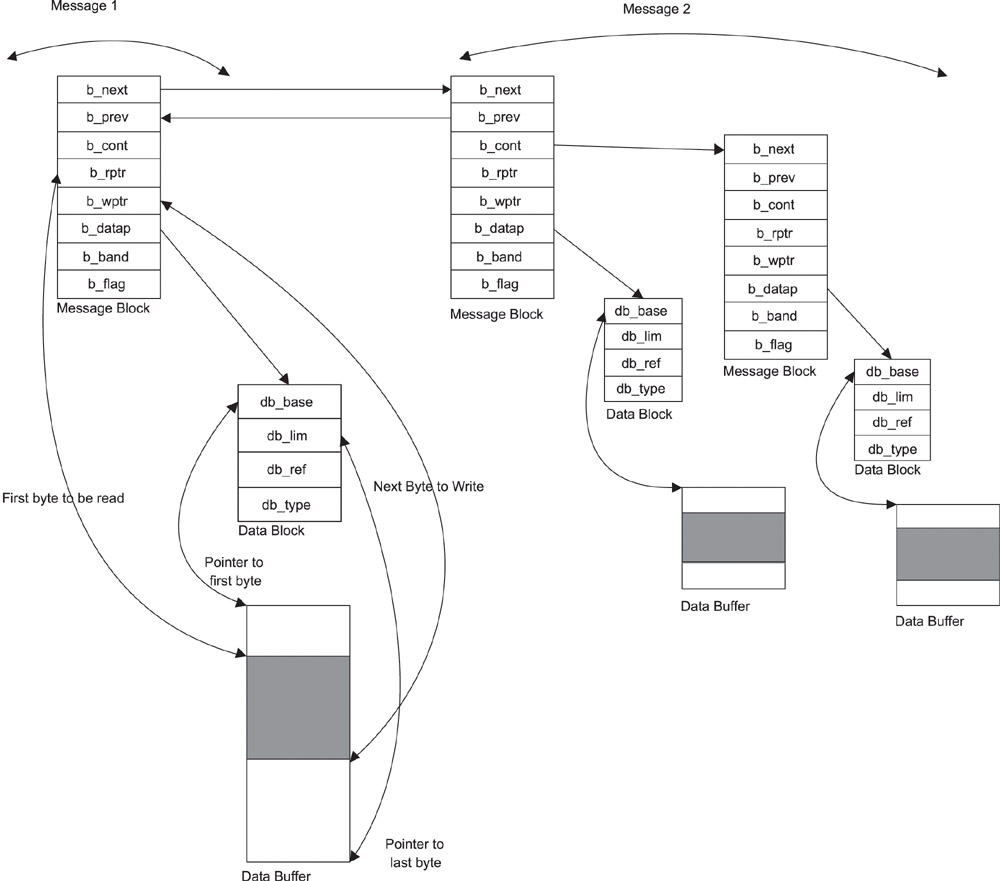 Message 1
Message 2
b_next
b_prev
b_cont
b_rptr
b_wptr
b_datap
b_band
b_flag
Message Block
b_next
b_prev
b_cont
b_rptr
b_wptr
b_datap
b_band
b_flag
Message Block
b_next
b_prev
b_cont
b_rptr
b_wptr
b_datap
b_band
b_flag
Message Block
db_base
db_lim
db_ref
db_type
Data Block
db_base
db_lim
db_ref
db_type
Data Block
db_base
db_lim
db_ref
db_type
Data Block
First byte to be read
Next Byte to Write
Pointer to
first byte
Data Buffer
Data Buffer
Pointer to
last byte
Data Buffer